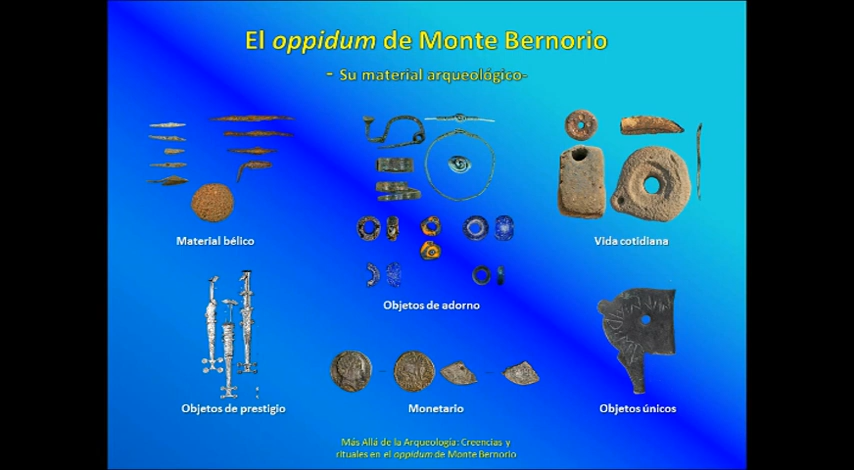 El oppidum de Monte Bernorio
- Su material arqueológico-
Material bélico
Objetos de adorno
Vida cotidiana
Objetos de prestigio
Monetario
Objetos únicos
Más Allá de la Arqueología: Creencias y
rituales en el oppidum de Monte Bernorio